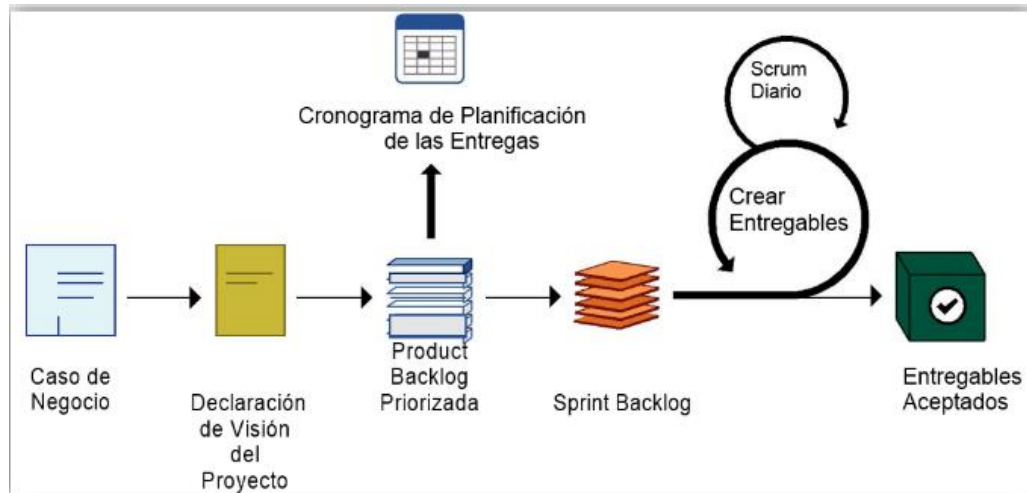 Cronograma de Planificación
de las Entregas
Scrum
Diario
Crear
Entregables
Caso de
Negocio
Declaración
de Visión
del
Proyecto
Product
Backlog
Priorizada
Sprint Backlog
Entregables
Aceptados